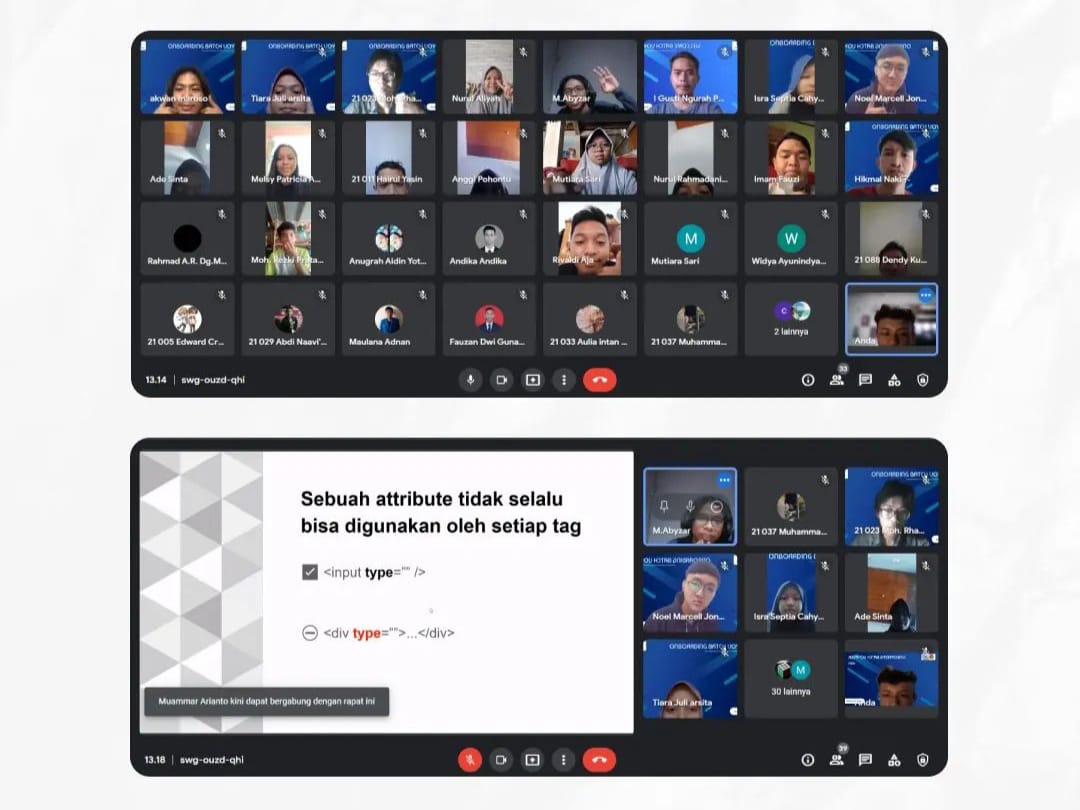 ONBOARDING BATCH
akwan maroso
ONBOARDING BATCH
Tiara Juli arsita
ONBOARDING BATCH
21 023
Nurul Aliyah
M.Abyzar
I Gusti Ngurah P...
ONBOARDING
Isra Septia Cahy...
Noel Marcell Jon...
Ade Sinta
Melsy Patricia A...
21 011 Hairul Yasin
Anggi Pohontu
Mutiara Sari
Nurul Rahmadani...
Imam Fauzi
ONBOARDING BATCH
Hikmal Naki
Rahmad A.R. Dg.M...
Moh. Rezki Prata...
Anugrah Aidin Yot...
Andika Andika
Rivaldi Aja
M
Mutiara Sari
W
Widya Ayunindya...
21 088 Dendy Ku...
21 005 Edward Cr...
21 029 Abdi Naavi'...
Maulana Adnan
Fauzan Dwi Guna...
21 033 Aulia intan ...
21 037 Muhamma...
C
2 lainnya
Anda
13.14 | swg-ouzd-qhi
33
Sebuah attribute tidak selalu
bisa digunakan oleh setiap tag
<input type="" />
<div type="">...</div>
Muammar Arianto kini dapat bergabung dengan rapat ini
M.Abyzar
21 037 Muhamma...
ONBOARDING BATCH
21 023 Moh. Rha...
Noel Marcell Jon...
ONBOARDING
Isra Septia Cahy...
Ade Sinta
ONBOARDING BATCH
Tiara Juli arsita
M
30 lainnya
Anda
13.18 | swg-ouzd-qhi
39